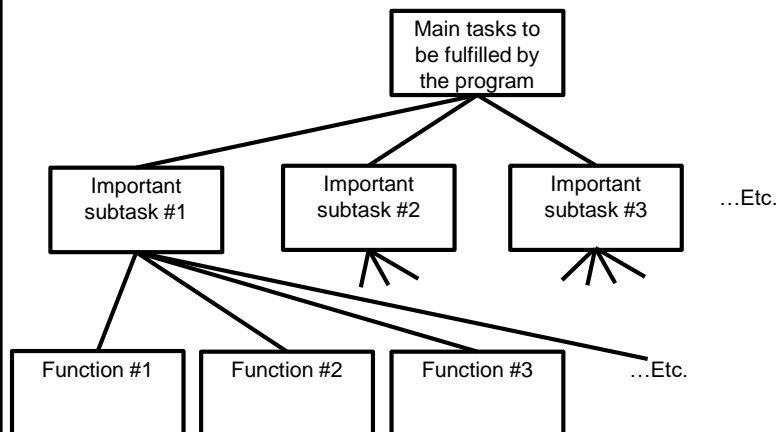 Main tasks to
be fulfilled by
the program
Important
subtask #1
Important
subtask #2
Important
subtask #3
…Etc.
Function #1
Function #2
Function #3
…Etc.